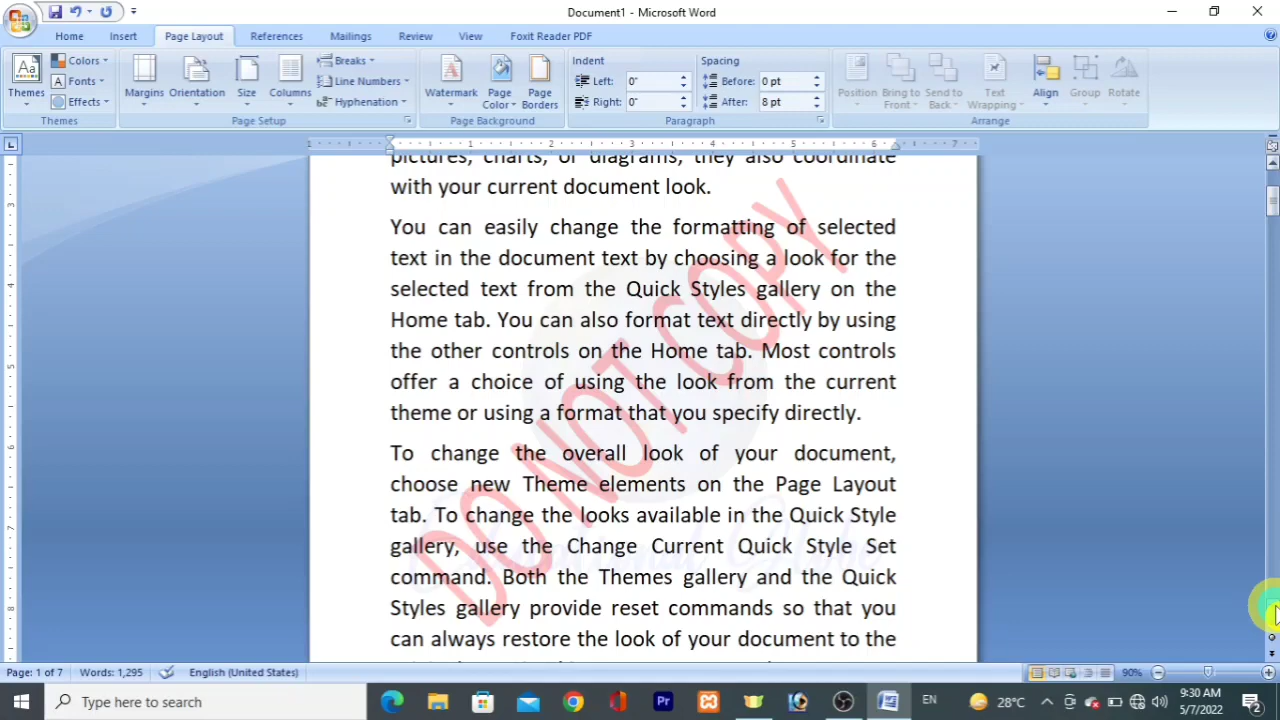 Document1 - Microsoft Word
Home Insert Page Layout References Mailings Review View Foxit Reader PDF
Themes
Colors
Fonts
Effects
Themes
Margins
Orientation
Size
Columns
Breaks
Line Numbers
Hyphenation
Page Setup
Watermark
Page Color
Page Borders
Page Background
Indent
Left: 0"
Right: 0"
Spacing
Before: 0 pt
After: 8 pt
Paragraph
Position
Bring to Front
Send to Back
Text Wrapping
Align
Group
Rotate
Arrange
pictures, charts, or diagrams, they also coordinate
with your current document look.
You can easily change the formatting of selected
text in the document text by choosing a look for the
selected text from the Quick Styles gallery on the
Home tab. You can also format text directly by using
the other controls on the Home tab. Most controls
offer a choice of using the look from the current
theme or using a format that you specify directly.
To change the overall look of your document,
choose new Theme elements on the Page Layout
tab. To change the looks available in the Quick Style
gallery, use the Change Current Quick Style Set
command. Both the Themes gallery and the Quick
Styles gallery provide reset commands so that you
can always restore the look of your document to the
DO NOT COPY
Page: 1 of 7 Words: 1,295 English (United States) 90%
Type here to search
Pr
EN
28°C
9:30 AM
5/7/2022
2